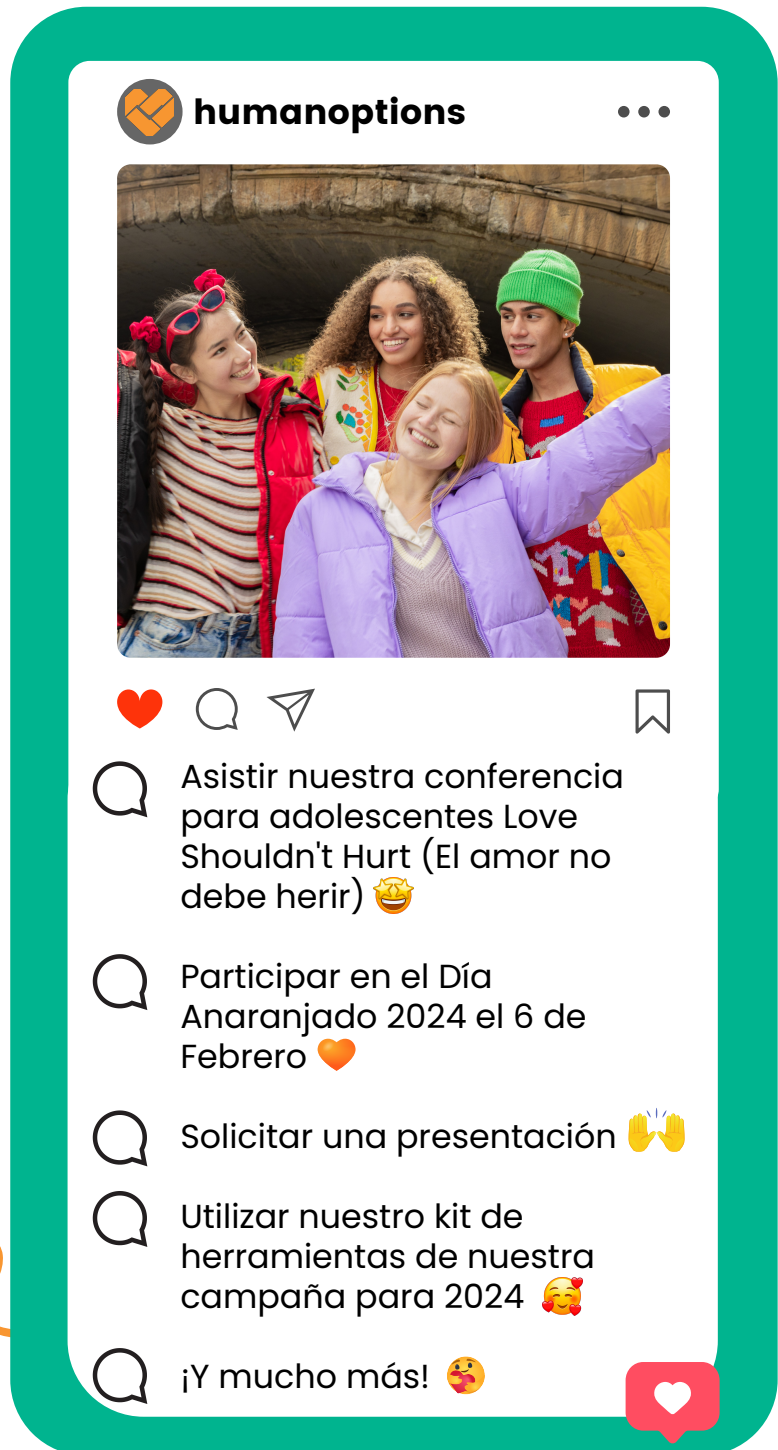 humanoptions
Asistir nuestra conferencia
para adolescentes Love
Shouldn't Hurt (El amor no
debe herir) 🤩
Participar en el Día
Anaranjado 2024 el 6 de
Febrero 🧡
Solicitar una presentación 🙌
Utilizar nuestro kit de
herramientas de nuestra
campaña para 2024 🥰
¡Y mucho más! 🤗